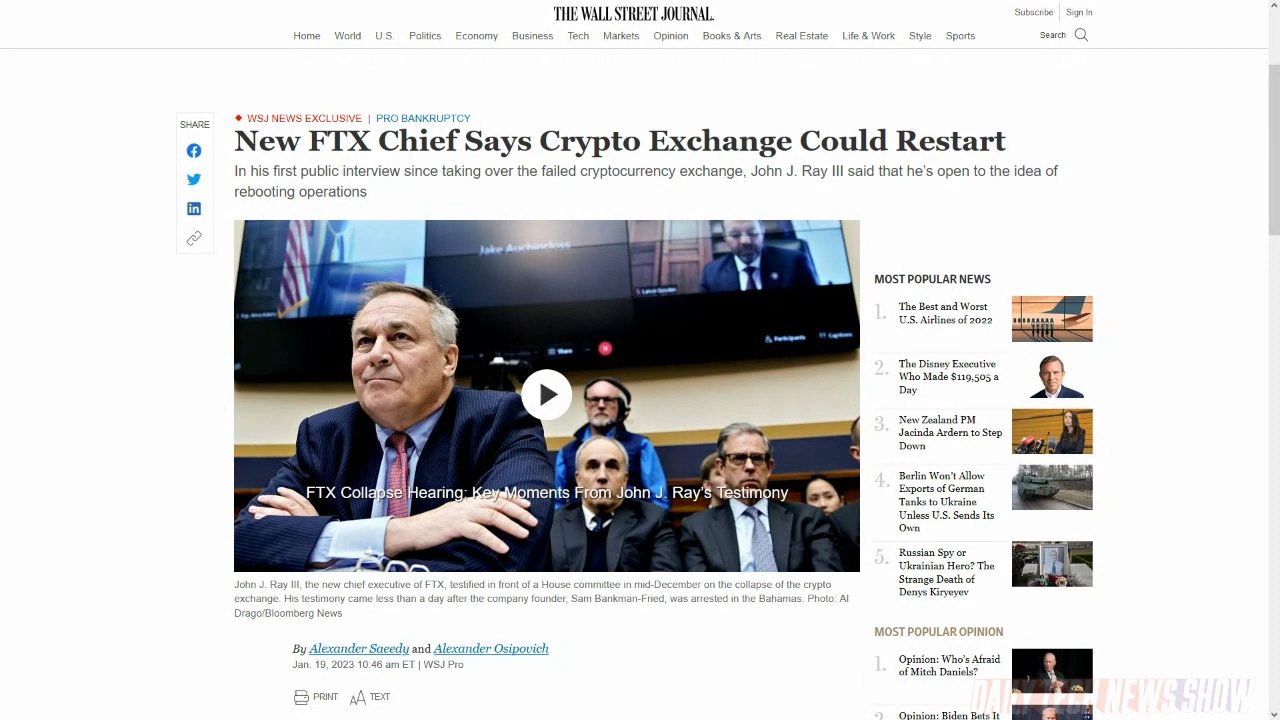 THE WALL STREET JOURNAL.
Subscribe
Sign In
Home
World
U.S.
Politics
Economy
Business
Tech
Markets
Opinion
Books & Arts
Real Estate
Life & Work
Style
Sports
Search
SHARE
WSJ NEWS EXCLUSIVE | PRO BANKRUPTCY
New FTX Chief Says Crypto Exchange Could Restart
In his first public interview since taking over the failed cryptocurrency exchange, John J. Ray III said that he's open to the idea of
rebooting operations
Jake Auchincloss
Share
Participants
Captions
FTX Collapse Hearing: Key Moments From John J. Ray's Testimony
John J. Ray III, the new chief executive of FTX, testified in front of a House committee in mid-December on the collapse of the crypto
exchange. His testimony came less than a day after the company founder, Sam Bankman-Fried, was arrested in the Bahamas. Photo: Al
Drago/Bloomberg News
By Alexander Saeedy and Alexander Osipovich
Jan. 19, 2023 10:46 am ET | WSJ Pro
PRINT
TEXT
MOST POPULAR NEWS
1.
The Best and Worst
U.S. Airlines of 2022
2.
The Disney Executive
Who Made $119,505 a
Day
3.
New Zealand PM
Jacinda Ardern to Step
Down
4.
Berlin Won't Allow
Exports of German
Tanks to Ukraine
Unless U.S. Sends Its
Own
5.
Russian Spy or
Ukrainian Hero? The
Strange Death of
Denys Kiryeyev
MOST POPULAR OPINION
1.
Opinion: Who's Afraid
of Mitch Daniels?
2.
Opinion: Biden Bets It
DAILY TECH NEWS SHOW